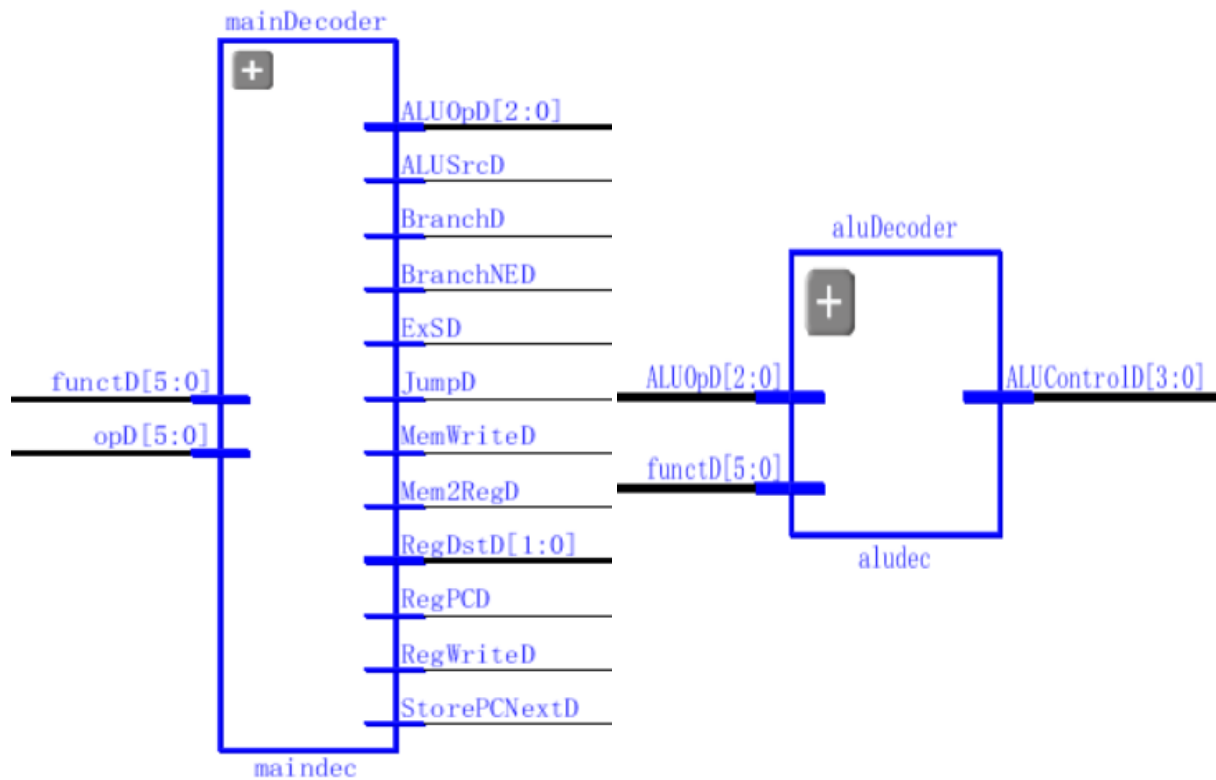 mainDecoder
ALUOpD[2:0]
ALUSrcD
BranchD
BranchNED
ExSD
functD[5:0]
JumpD
opD[5:0]
MemWriteD
Mem2RegD
RegDstD[1:0]
RegPCD
RegWriteD
StorePCNextD
maindec
aluDecoder
ALUOpD[2:0]
ALUControlD[3:0]
functD[5:0]
aludec